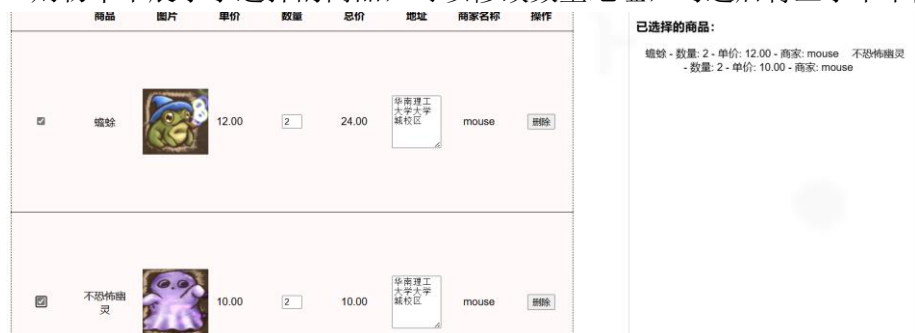 商品 图片 单价 数量 总价 地址 商家名称 操作
蟾蜍 12.00 2 24.00 mouse 删除
华南理工
大学大学
城校区
不恐怖幽
灵
10.00 2 10.00 mouse 删除
华南理工
大学大学
城校区
已选择的商品：
蟾蜍 - 数量: 2 - 单价: 12.00 - 商家: mouse 不恐怖幽灵
- 数量: 2 - 单价: 10.00 - 商家: mouse